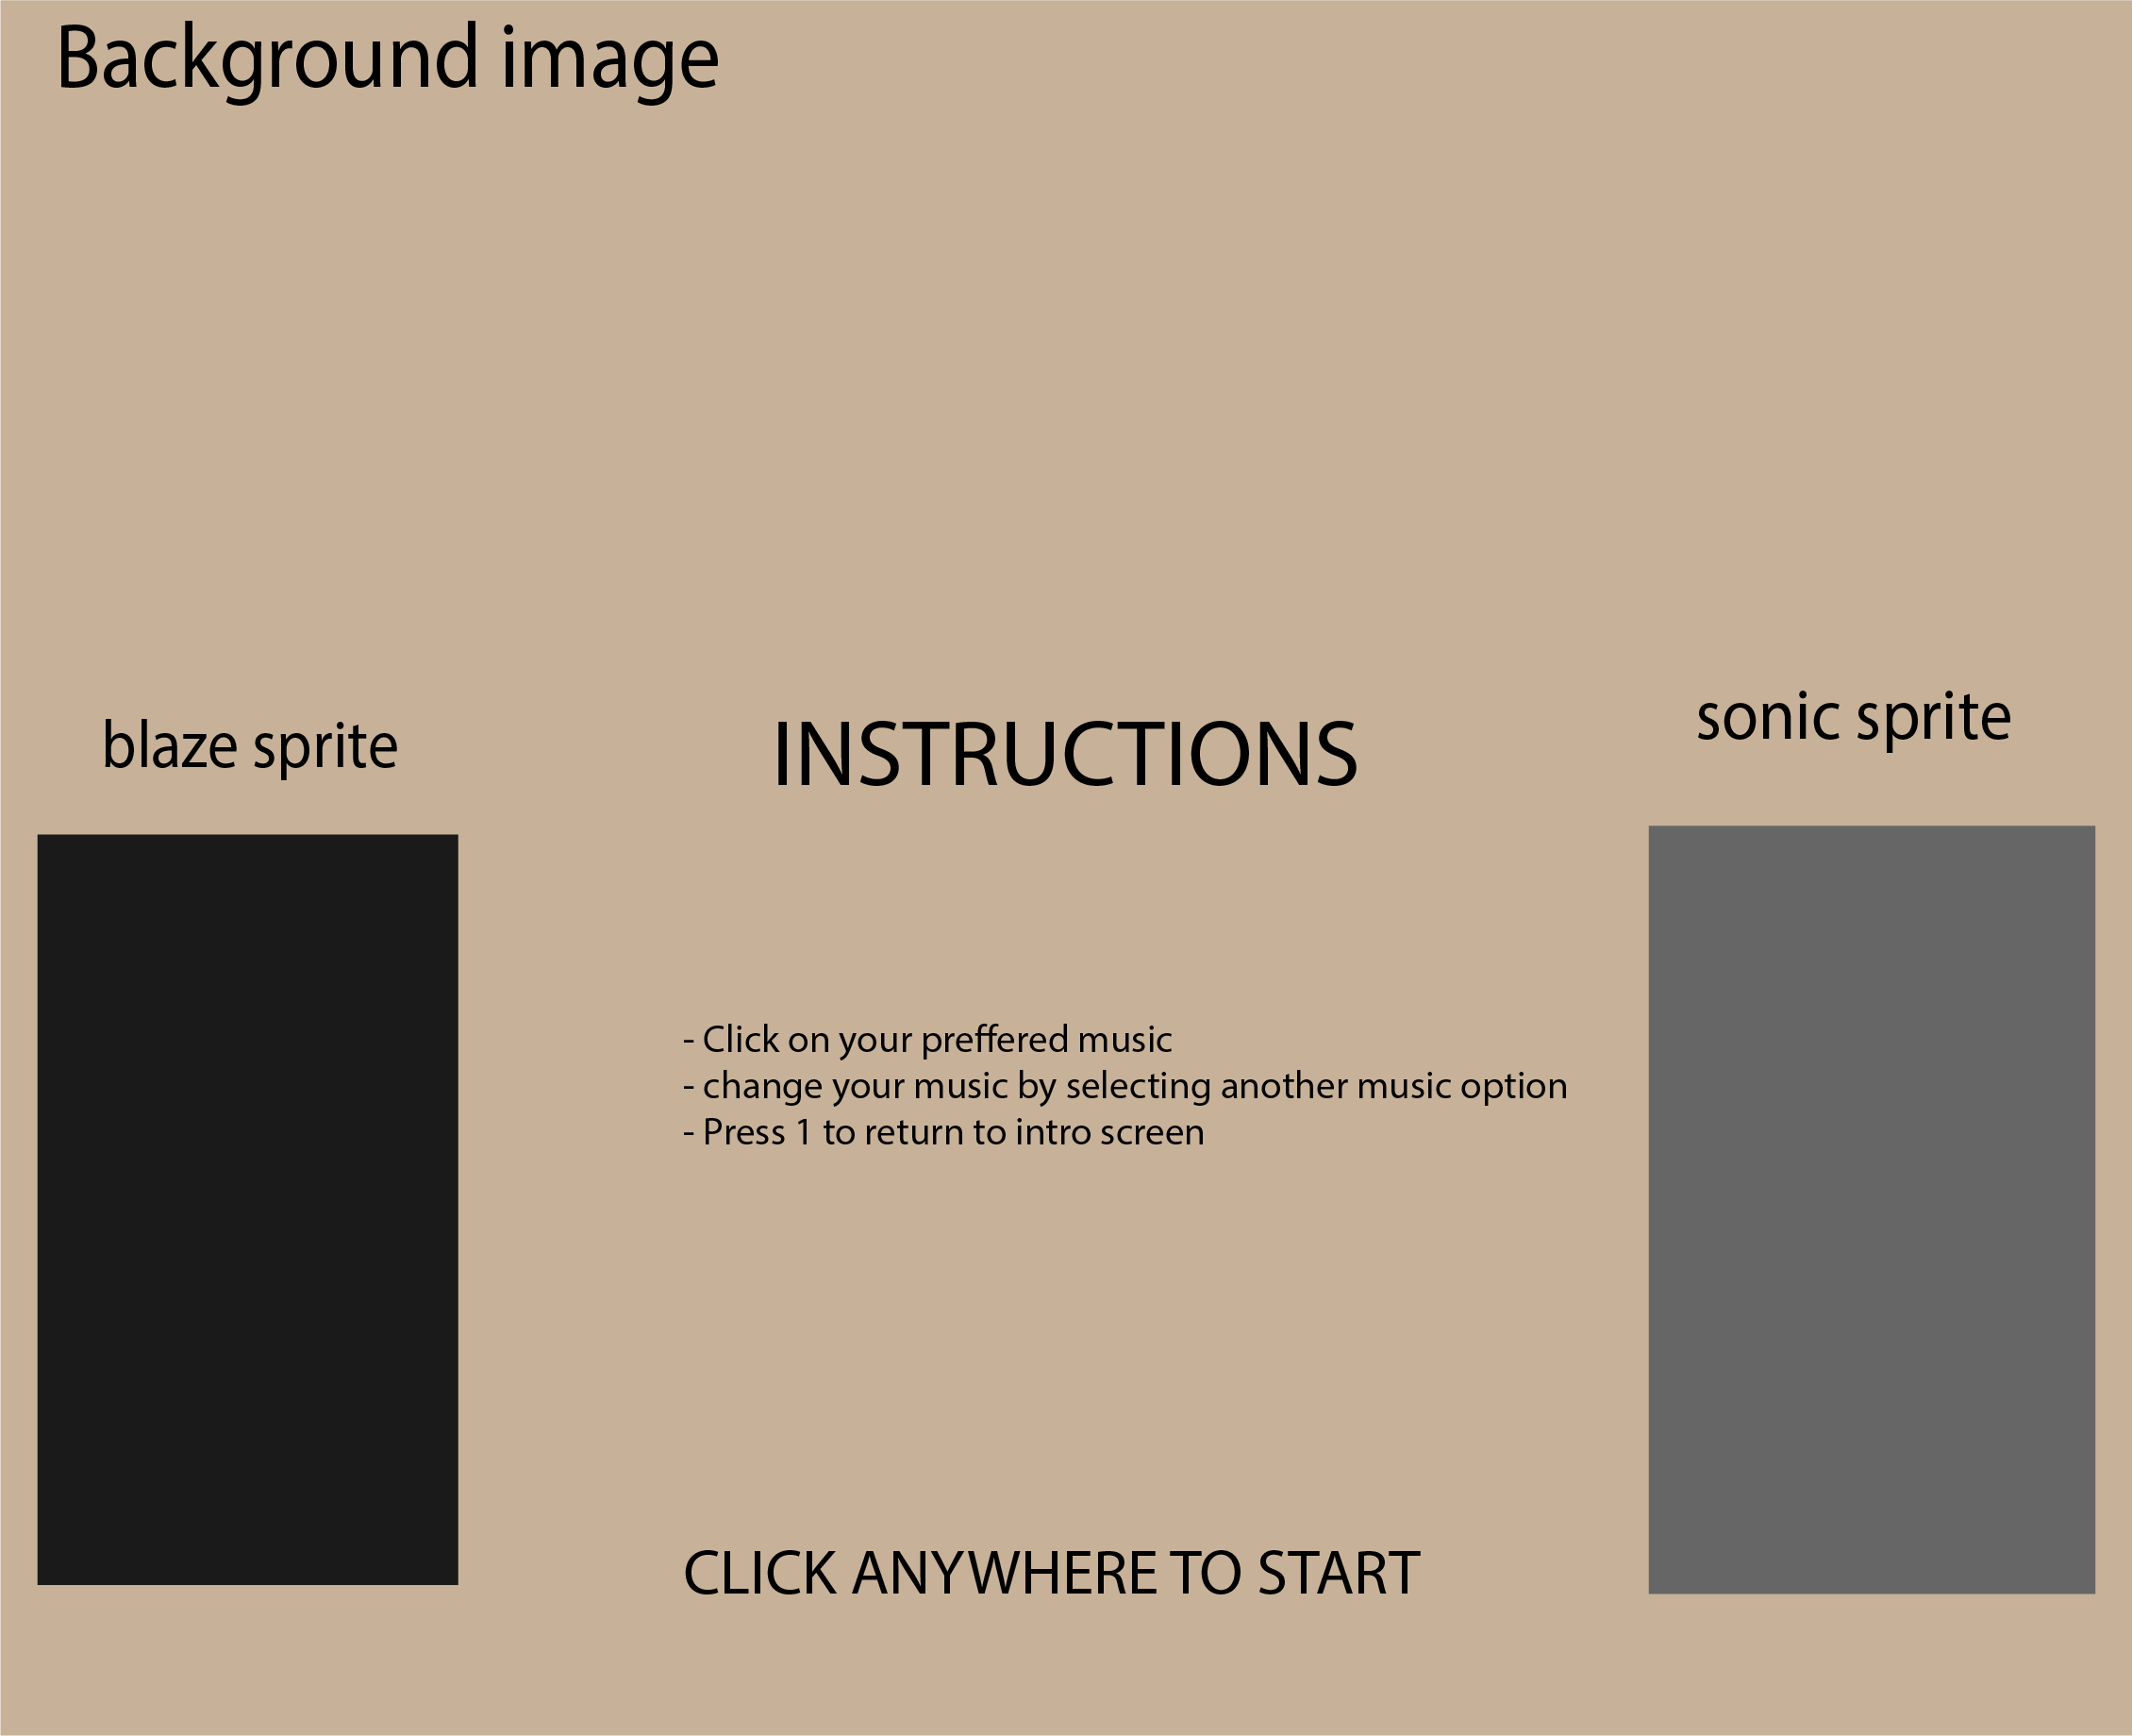 Background image
sonic sprite
blaze sprite
INSTRUCTIONS
- Click on your preffered music
- change your music by selecting another music option
- Press 1 to return to intro screen
CLICK ANYWHERE TO START